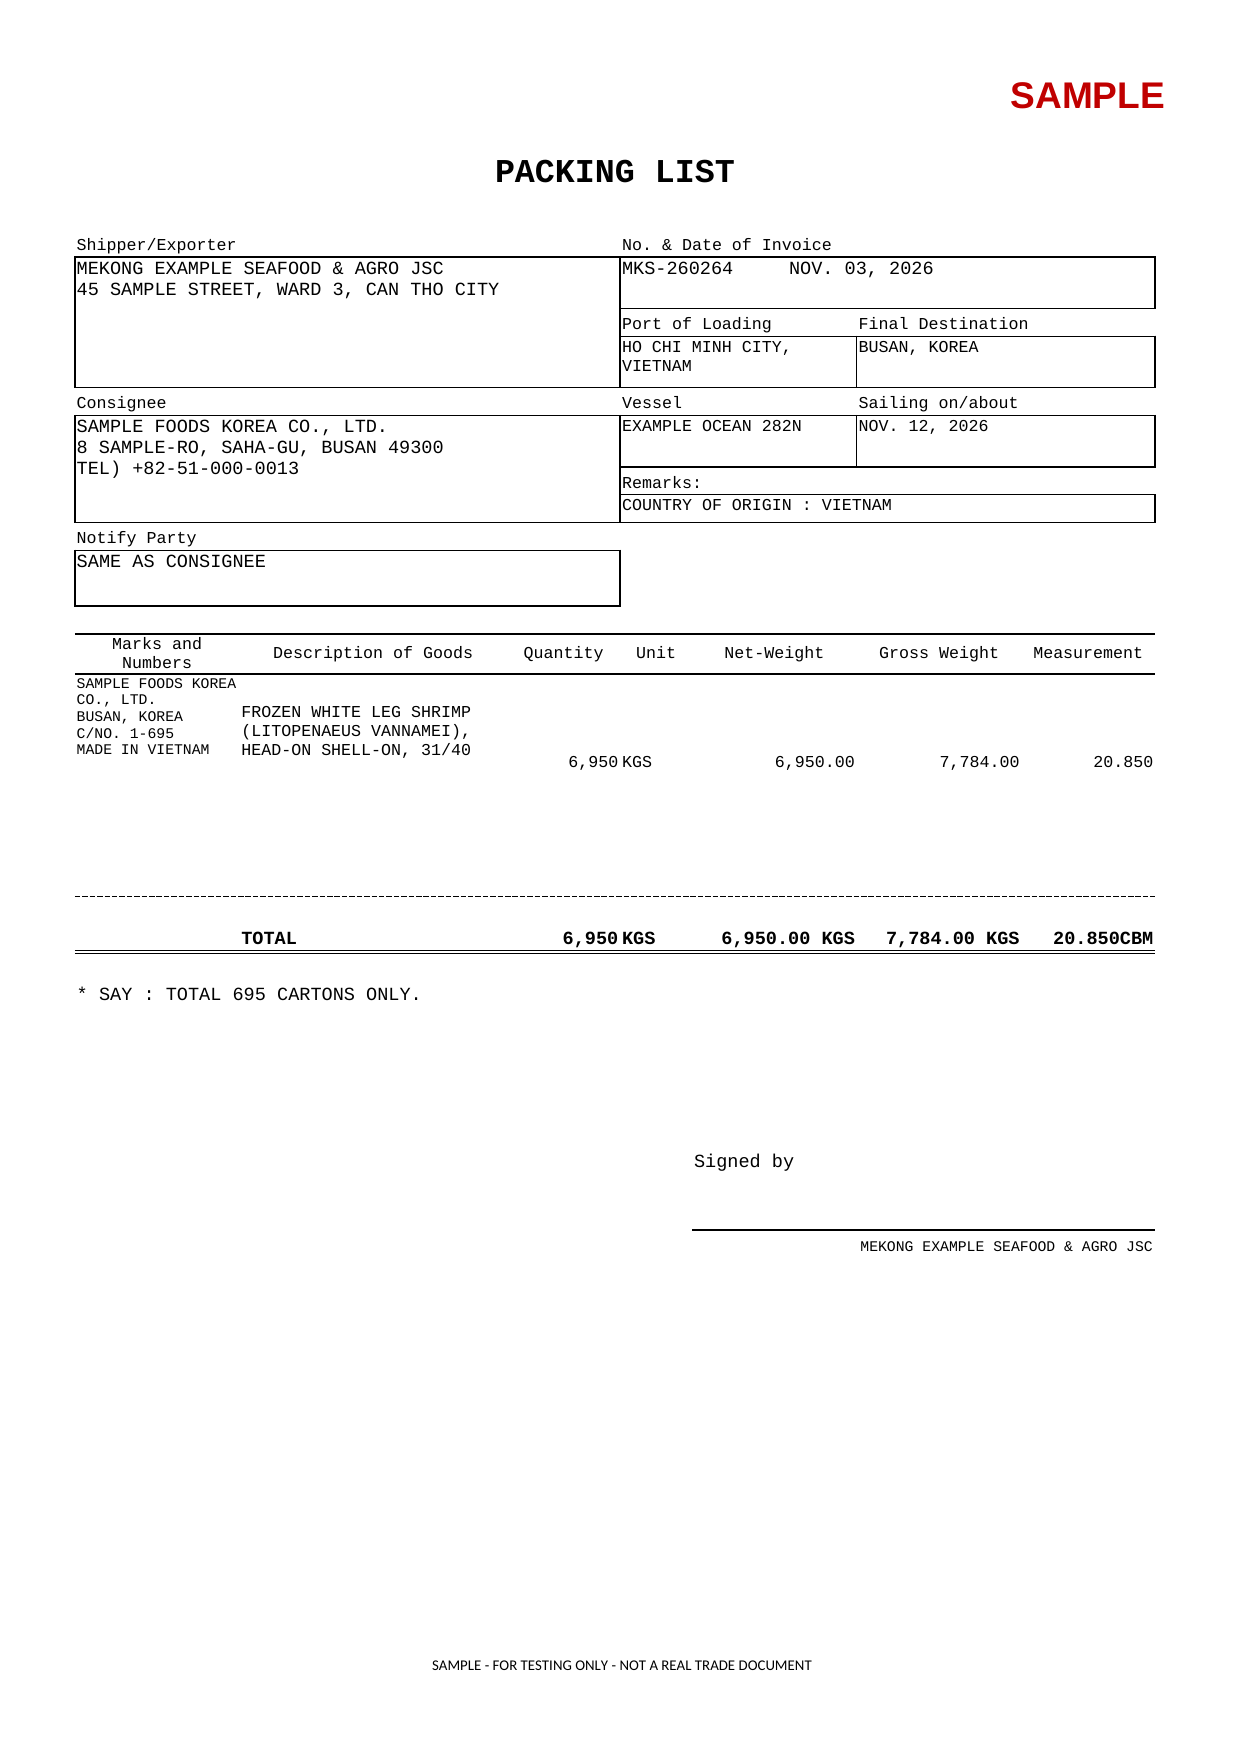 SAMPLE
PACKING LIST
Shipper/Exporter
MEKONG EXAMPLE SEAFOOD & AGRO JSC
45 SAMPLE STREET, WARD 3, CAN THO CITY
No. & Date of Invoice
MKS-260264 NOV. 03, 2026
Port of Loading
HO CHI MINH CITY,
VIETNAM
Final Destination
BUSAN, KOREA
Consignee
SAMPLE FOODS KOREA CO., LTD.
8 SAMPLE-RO, SAHA-GU, BUSAN 49300
TEL) +82-51-000-0013
Vessel
EXAMPLE OCEAN 282N
Sailing on/about
NOV. 12, 2026
Remarks:
COUNTRY OF ORIGIN : VIETNAM
Notify Party
SAME AS CONSIGNEE
Marks and
Numbers
Description of Goods
Quantity
Unit
Net-Weight
Gross Weight
Measurement
SAMPLE FOODS KOREA
CO., LTD.
BUSAN, KOREA
C/NO. 1-695
MADE IN VIETNAM
FROZEN WHITE LEG SHRIMP
(LITOPENAEUS VANNAMEI),
HEAD-ON SHELL-ON, 31/40
6,950 KGS 6,950.00 7,784.00 20.850
TOTAL 6,950 KGS 6,950.00 KGS 7,784.00 KGS 20.850CBM
* SAY : TOTAL 695 CARTONS ONLY.
Signed by
MEKONG EXAMPLE SEAFOOD & AGRO JSC
SAMPLE - FOR TESTING ONLY - NOT A REAL TRADE DOCUMENT